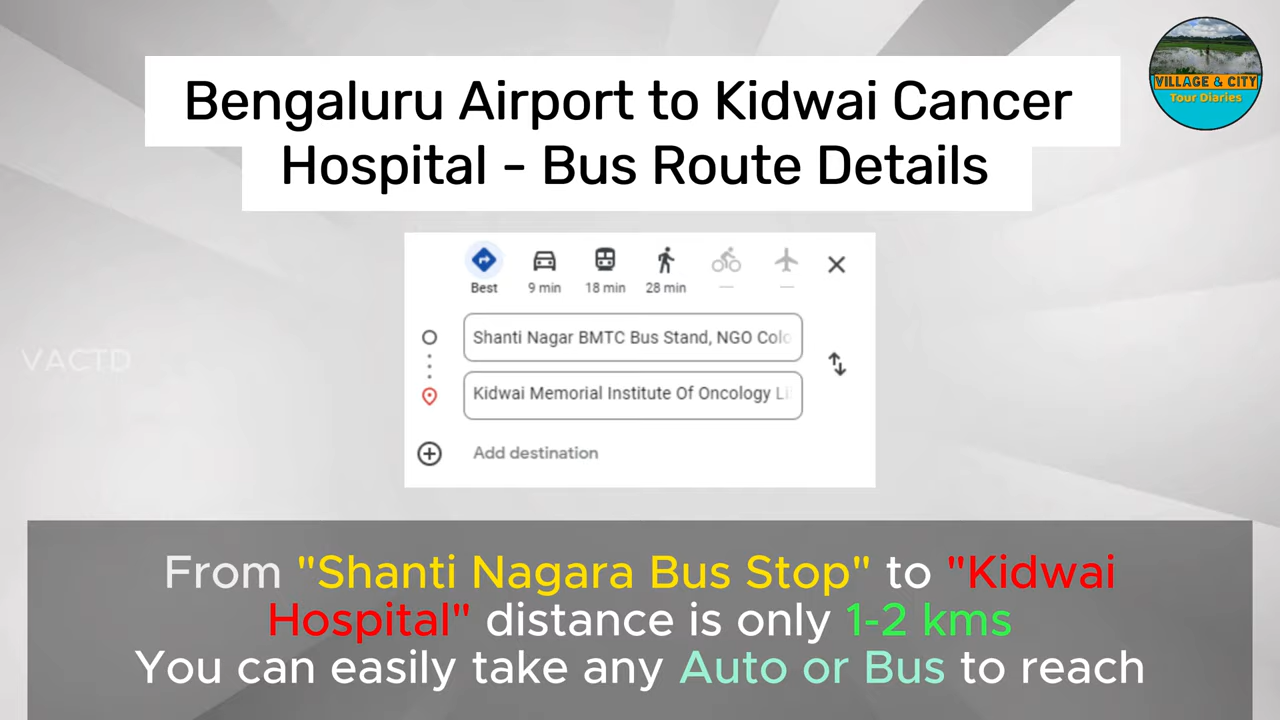 Bengaluru Airport to Kidwai Cancer
Hospital - Bus Route Details
VILLAGE & CITY
Tour Diaries
Best
9 min
18 min
28 min
Shanti Nagar BMTC Bus Stand, NGO Colo
Kidwai Memorial Institute Of Oncology Li
Add destination
VACTD
From "Shanti Nagara Bus Stop" to "Kidwai
Hospital" distance is only 1-2 kms
You can easily take any Auto or Bus to reach